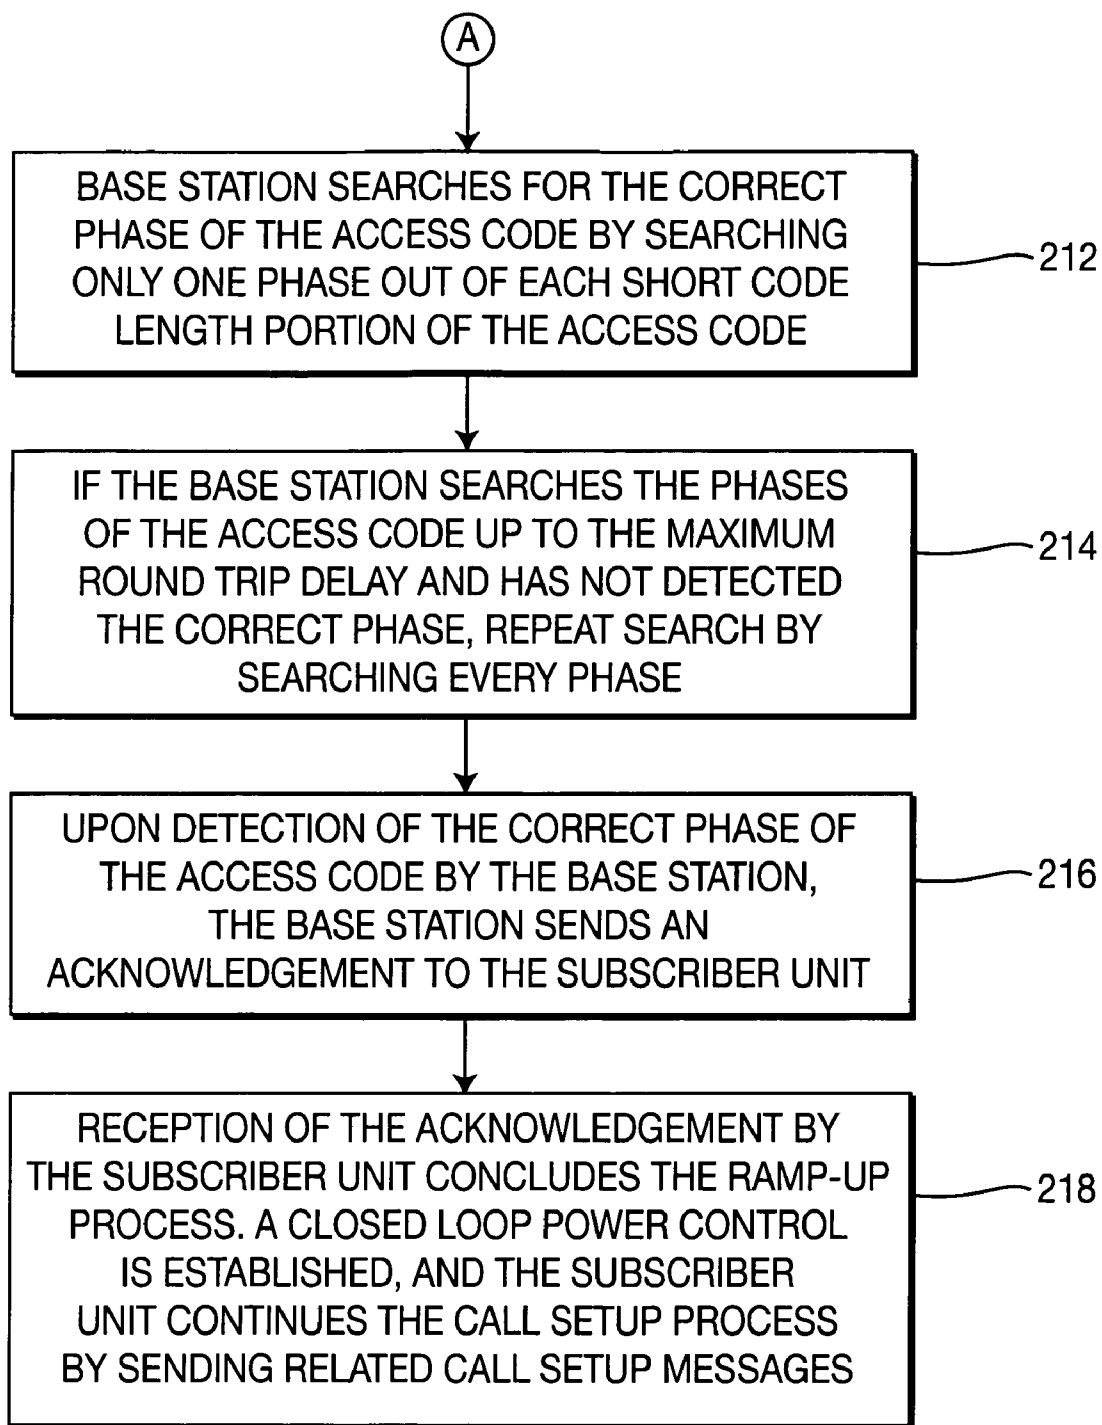 A
BASE STATION SEARCHES FOR THE CORRECT
PHASE OF THE ACCESS CODE BY SEARCHING
ONLY ONE PHASE OUT OF EACH SHORT CODE
LENGTH PORTION OF THE ACCESS CODE
212
IF THE BASE STATION SEARCHES THE PHASES
OF THE ACCESS CODE UP TO THE MAXIMUM
ROUND TRIP DELAY AND HAS NOT DETECTED
THE CORRECT PHASE, REPEAT SEARCH BY
SEARCHING EVERY PHASE
214
UPON DETECTION OF THE CORRECT PHASE OF
THE ACCESS CODE BY THE BASE STATION,
THE BASE STATION SENDS AN
ACKNOWLEDGEMENT TO THE SUBSCRIBER UNIT
216
RECEPTION OF THE ACKNOWLEDGEMENT BY
THE SUBSCRIBER UNIT CONCLUDES THE RAMP-UP
PROCESS. A CLOSED LOOP POWER CONTROL
IS ESTABLISHED, AND THE SUBSCRIBER
UNIT CONTINUES THE CALL SETUP PROCESS
BY SENDING RELATED CALL SETUP MESSAGES
218